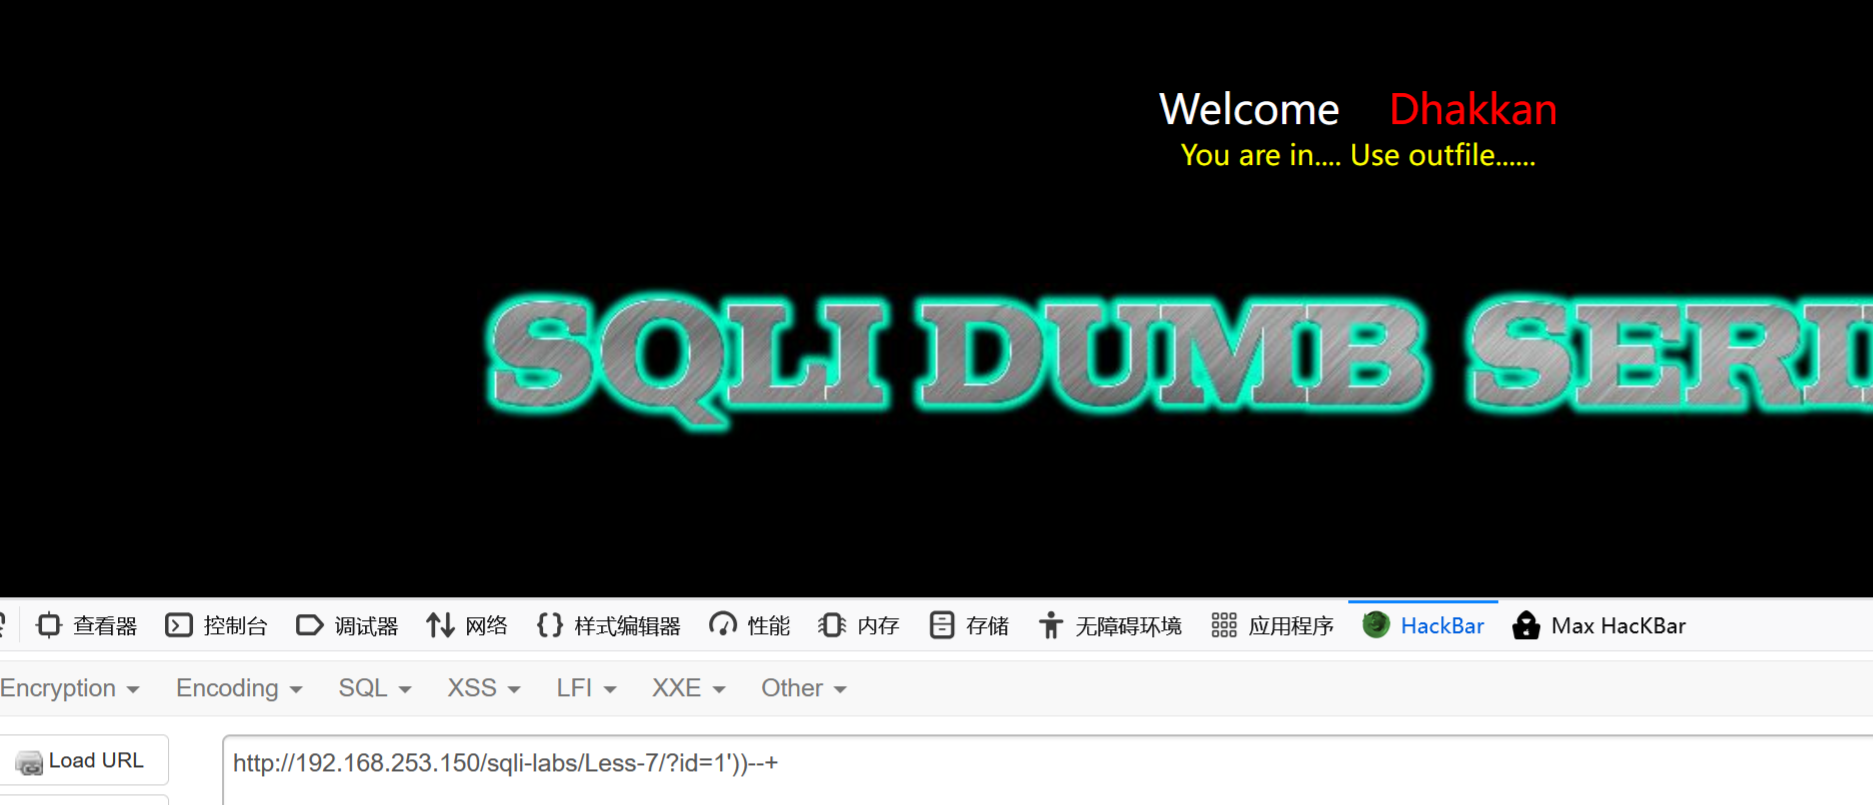 Welcome Dhakkan
You are in.... Use outfile......
SQLI DUMB SERI
查看器 控制台 调试器 网络 {} 样式编辑器 性能 内存 存储 无障碍环境 应用程序 HackBar Max HacKBar
Encryption Encoding SQL XSS LFI XXE Other
Load URL http://192.168.253.150/sqli-labs/Less-7/?id=1'))--+